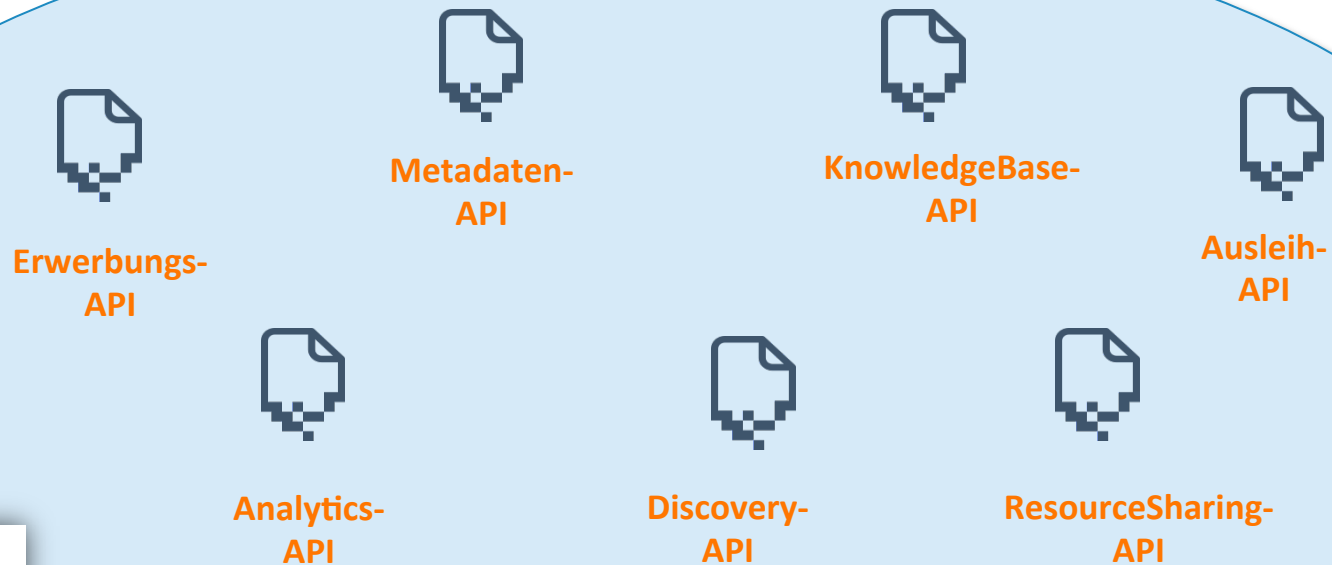 Metadaten-
API
KnowledgeBase-
API
Erwerbungs-
API
Ausleih-
API
Analytics-
API
Discovery-
API
ResourceSharing-
API